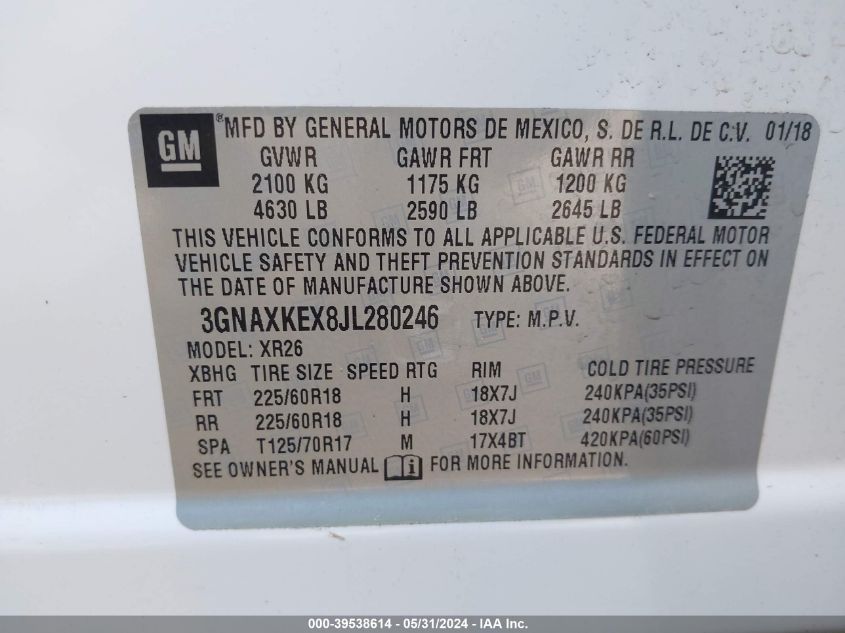 GM ® MFD BY GENERAL MOTORS DE MEXICO, S. DE R.L. DE C.V. 01/18
GVWR GAWR FRT GAWR RR
2100 KG 1175 KG 1200 KG
4630 LB 2590 LB 2645 LB
THIS VEHICLE CONFORMS TO ALL APPLICABLE U.S. FEDERAL MOTOR
VEHICLE SAFETY AND THEFT PREVENTION STANDARDS IN EFFECT ON
THE DATE OF MANUFACTURE SHOWN ABOVE.
3GNAXKEX8JL280246 TYPE: M.P.V.
MODEL: XR26
XBHG TIRE SIZE SPEED RTG RIM COLD TIRE PRESSURE
FRT 225/60R18 H 18X7J 240KPA(35PSI)
RR 225/60R18 H 18X7J 240KPA(35PSI)
SPA T125/70R17 M 17X4BT 420KPA(60PSI)
SEE OWNER'S MANUAL FOR MORE INFORMATION.
000-39538614 - 05/31/2024 - IAA Inc.